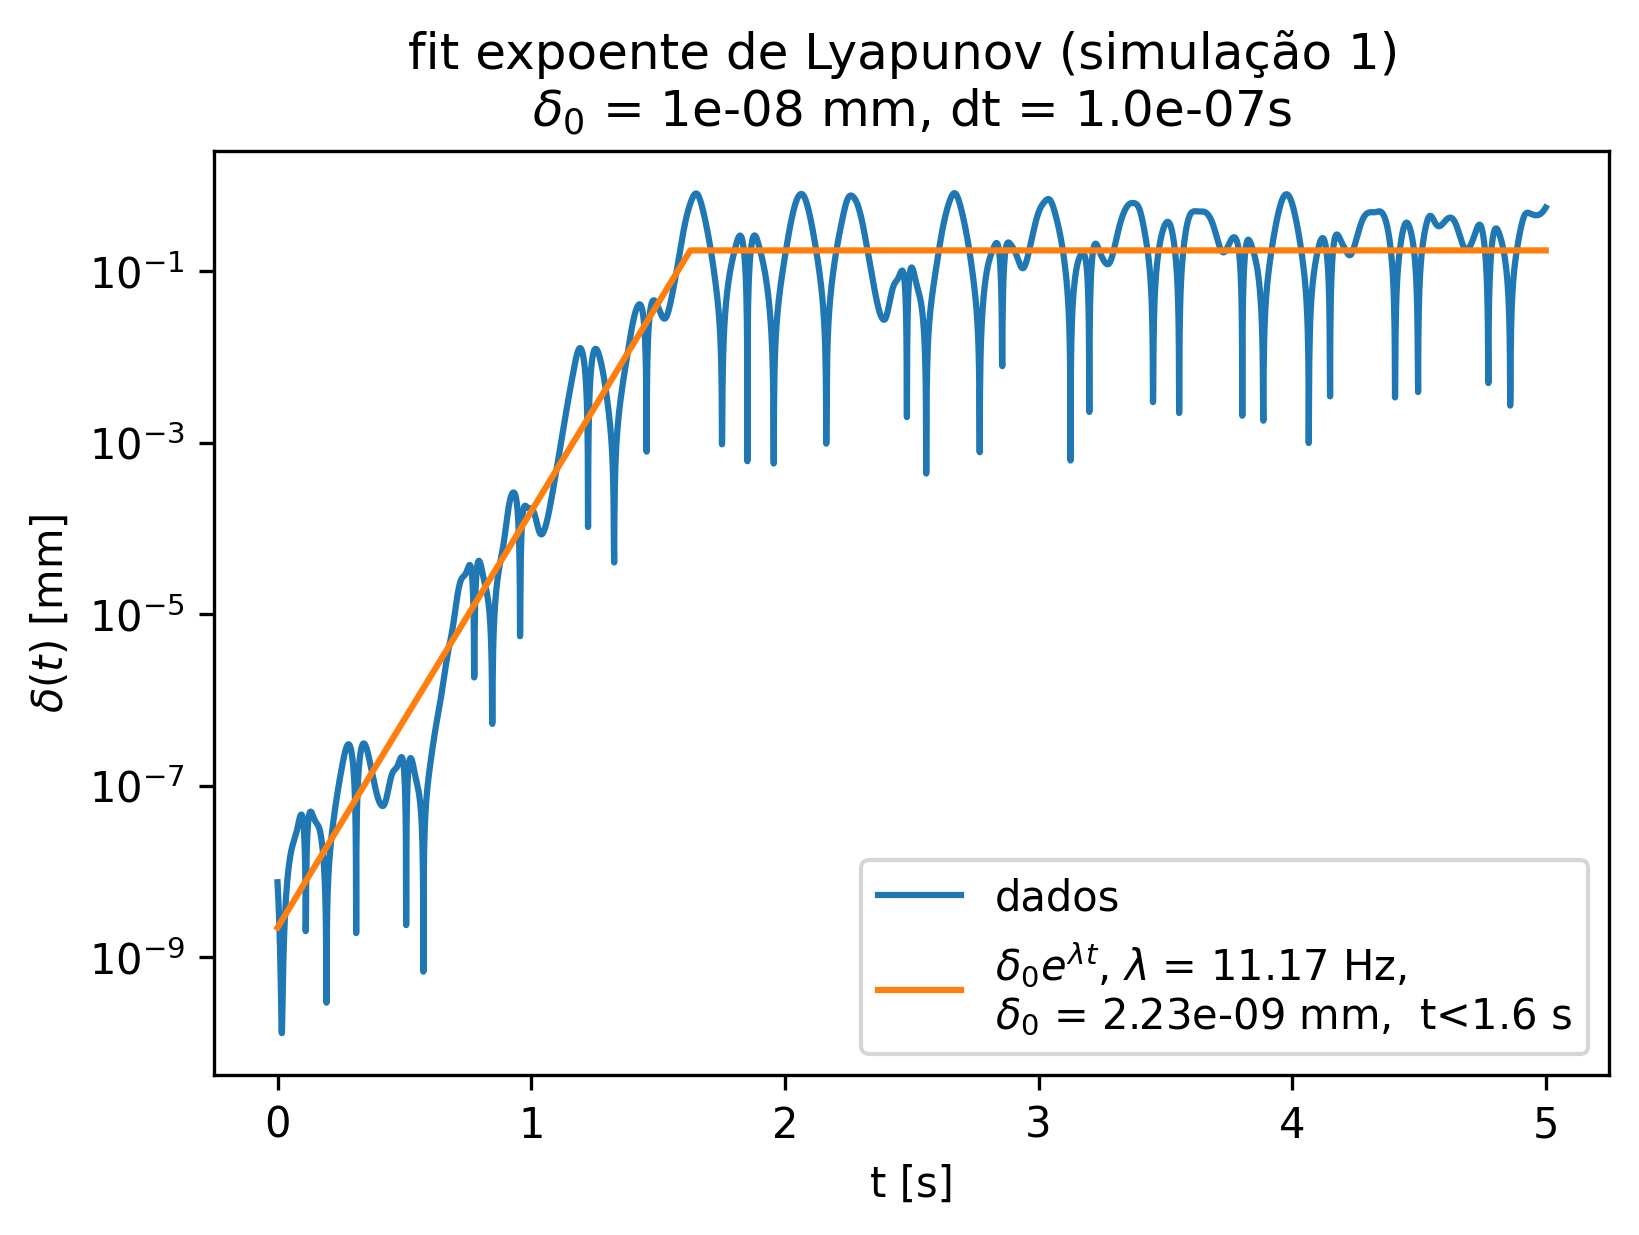 fit expoente de Lyapunov (simulação 1)
δ₀ = 1e-08 mm, dt = 1.0e-07s
δ(t) [mm]
10⁻¹
10⁻³
10⁻⁵
10⁻⁷
10⁻⁹
dados
δ₀e^{λt}, λ = 11.17 Hz,
δ₀ = 2.23e-09 mm,  t<1.6 s
0 1 2 3 4 5
t [s]